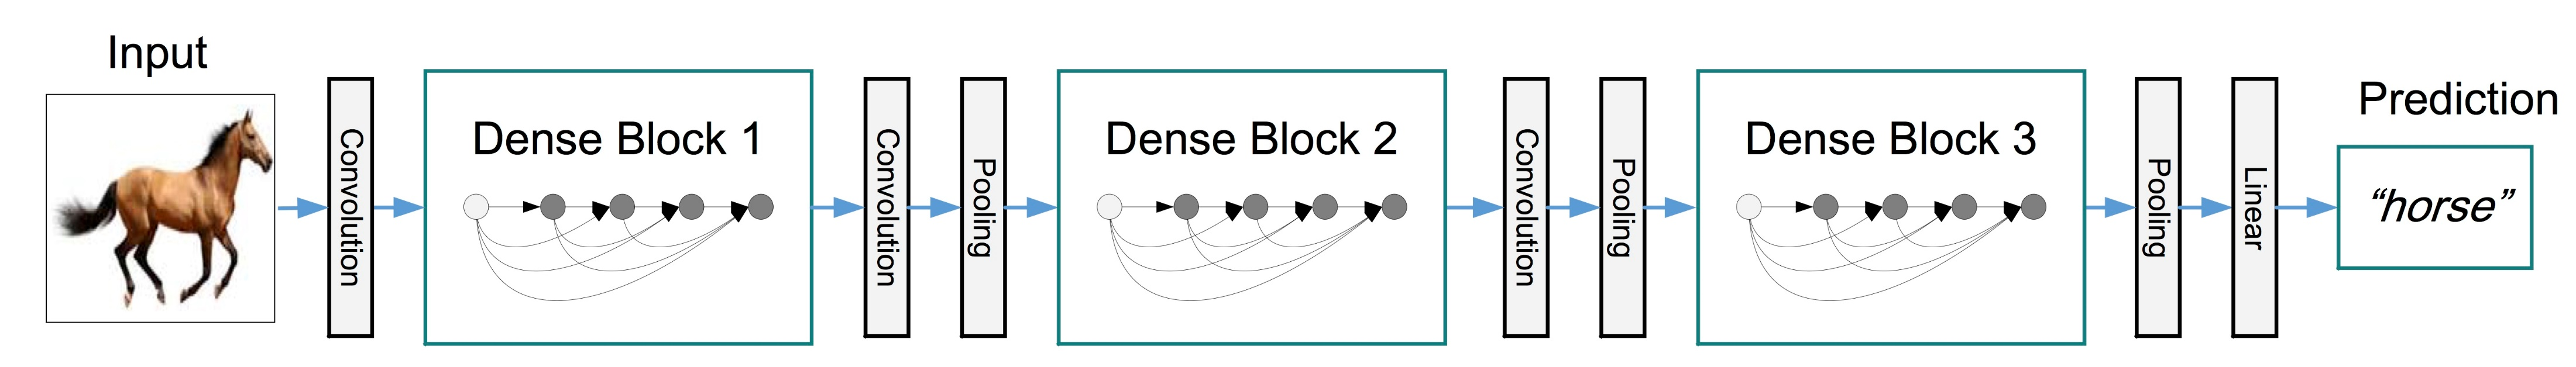 Input
Convolution
Dense Block 1
Convolution
Pooling
Dense Block 2
Convolution
Pooling
Dense Block 3
Pooling
Linear
Prediction
“horse”